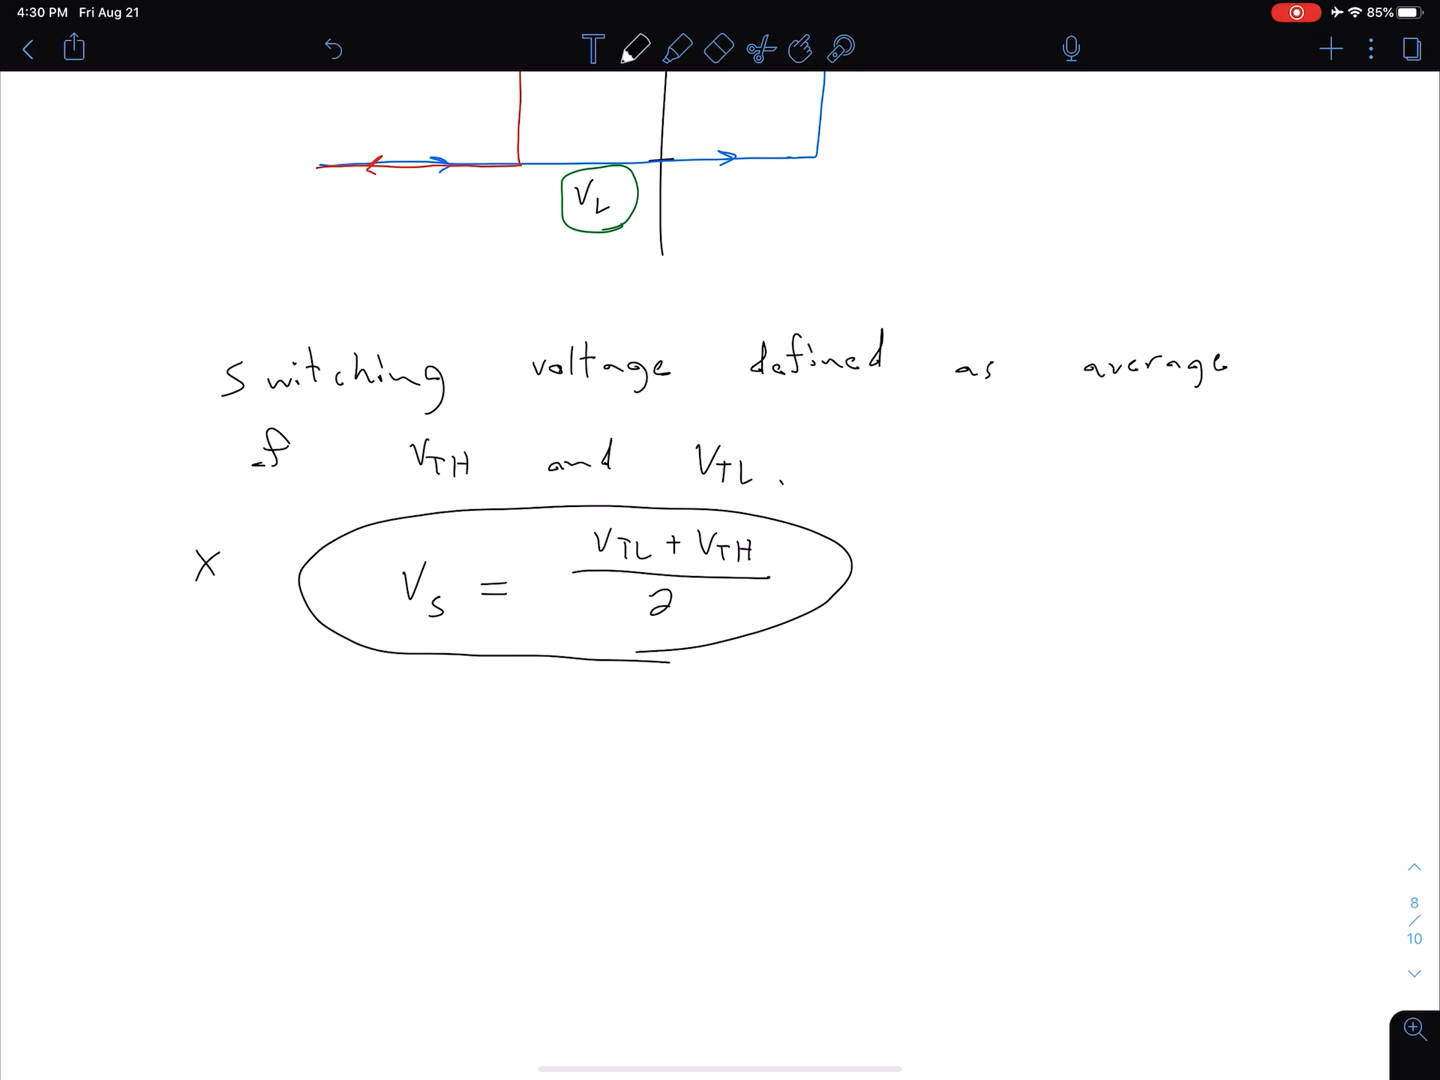 4:30 PM Fri Aug 21
85%
T
VL
switching voltage defined as average
of VTH and VTL.
X
Vs = (VTL + VTH) / 2
8
/
10